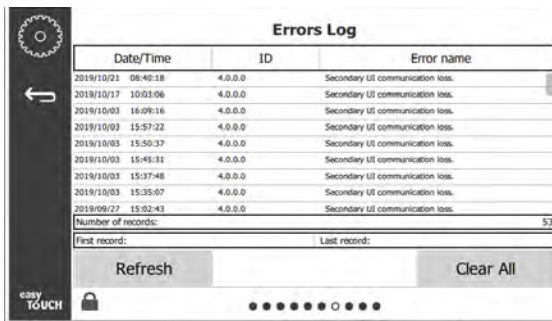 Errors Log
Date/Time ID Error name
2019/10/21 08:40:18 4.0.0.0 Secondary UI communication loss.
2019/10/17 10:03:06 4.0.0.0 Secondary UI communication loss.
2019/10/03 16:09:16 4.0.0.0 Secondary UI communication loss.
2019/10/03 15:57:22 4.0.0.0 Secondary UI communication loss.
2019/10/03 15:50:37 4.0.0.0 Secondary UI communication loss.
2019/10/03 15:45:31 4.0.0.0 Secondary UI communication loss.
2019/10/03 15:37:48 4.0.0.0 Secondary UI communication loss.
2019/10/03 15:35:07 4.0.0.0 Secondary UI communication loss.
2019/09/27 15:02:43 4.0.0.0 Secondary UI communication loss.
Number of records: 53
First record: Last record:
Refresh Clear All
easy
TOUCH